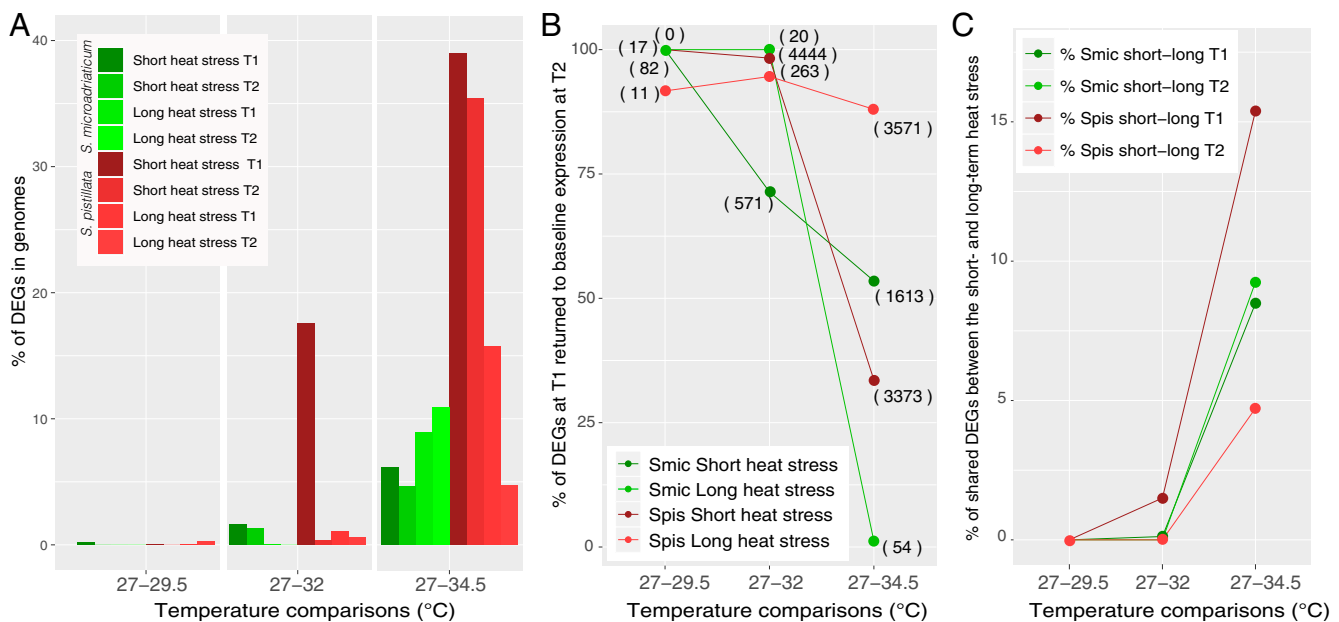 A
% of DEGs in genomes
40
30
20
10
0
S. microadriaticum
S. pistillata
Short heat stress T1
Short heat stress T2
Long heat stress T1
Long heat stress T2
Short heat stress T1
Short heat stress T2
Long heat stress T1
Long heat stress T2
27−29.5
27−32
27−34.5
Temperature comparisons (°C)
B
% of DEGs at T1 returned to baseline expression at T2
100
75
50
25
0
( 0 )
( 17 )
( 82 )
( 11 )
( 20 )
( 4444 )
( 263 )
( 571 )
( 3571 )
( 1613 )
( 3373 )
( 54 )
Smic Short heat stress
Smic Long heat stress
Spis Short heat stress
Spis Long heat stress
27−29.5
27−32
27−34.5
Temperature comparisons (°C)
C
% of shared DEGs between the short- and long-term heat stress
15
10
5
0
% Smic short−long T1
% Smic short−long T2
% Spis short−long T1
% Spis short−long T2
27−29.5
27−32
27−34.5
Temperature comparisons (°C)